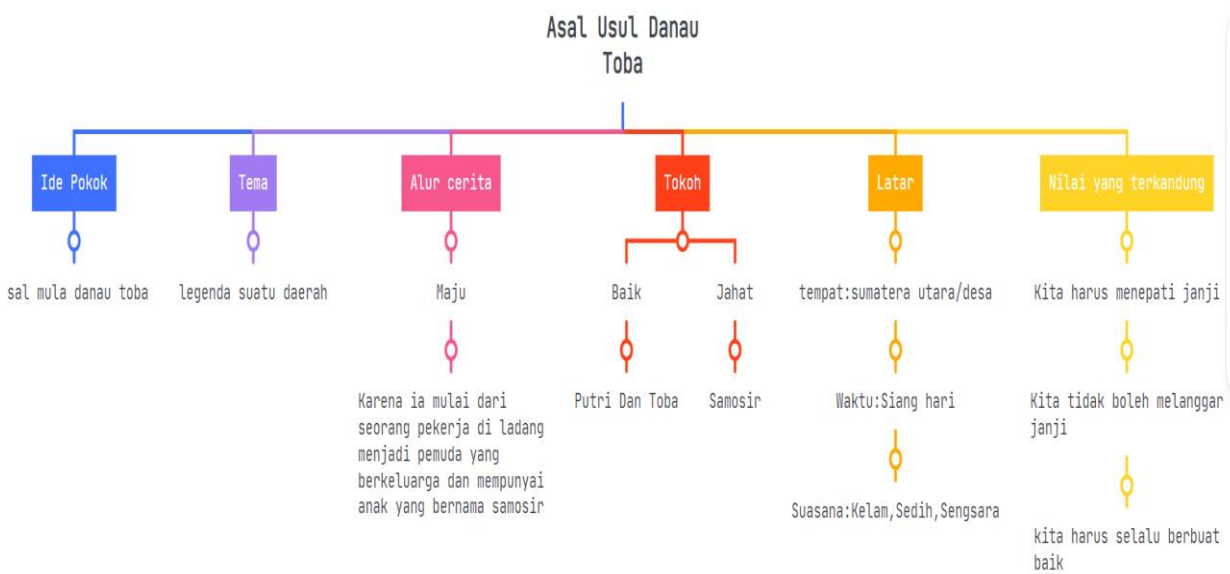 Asal Usul Danau
Toba
Ide Pokok
Tema
Alur cerita
Tokoh
Latar
Nilai yang terkandung
sal mula danau toba
legenda suatu daerah
Maju
Baik
Jahat
tempat:sumatera utara/desa
Kita harus menepati janji
Karena ia mulai dari
seorang pekerja di ladang
menjadi pemuda yang
berkeluarga dan mempunyai
anak yang bernama samosir
Putri Dan Toba
Samosir
Waktu:Siang hari
Kita tidak boleh melanggar
janji
Suasana:Kelam,Sedih,Sengsara
kita harus selalu berbuat
baik